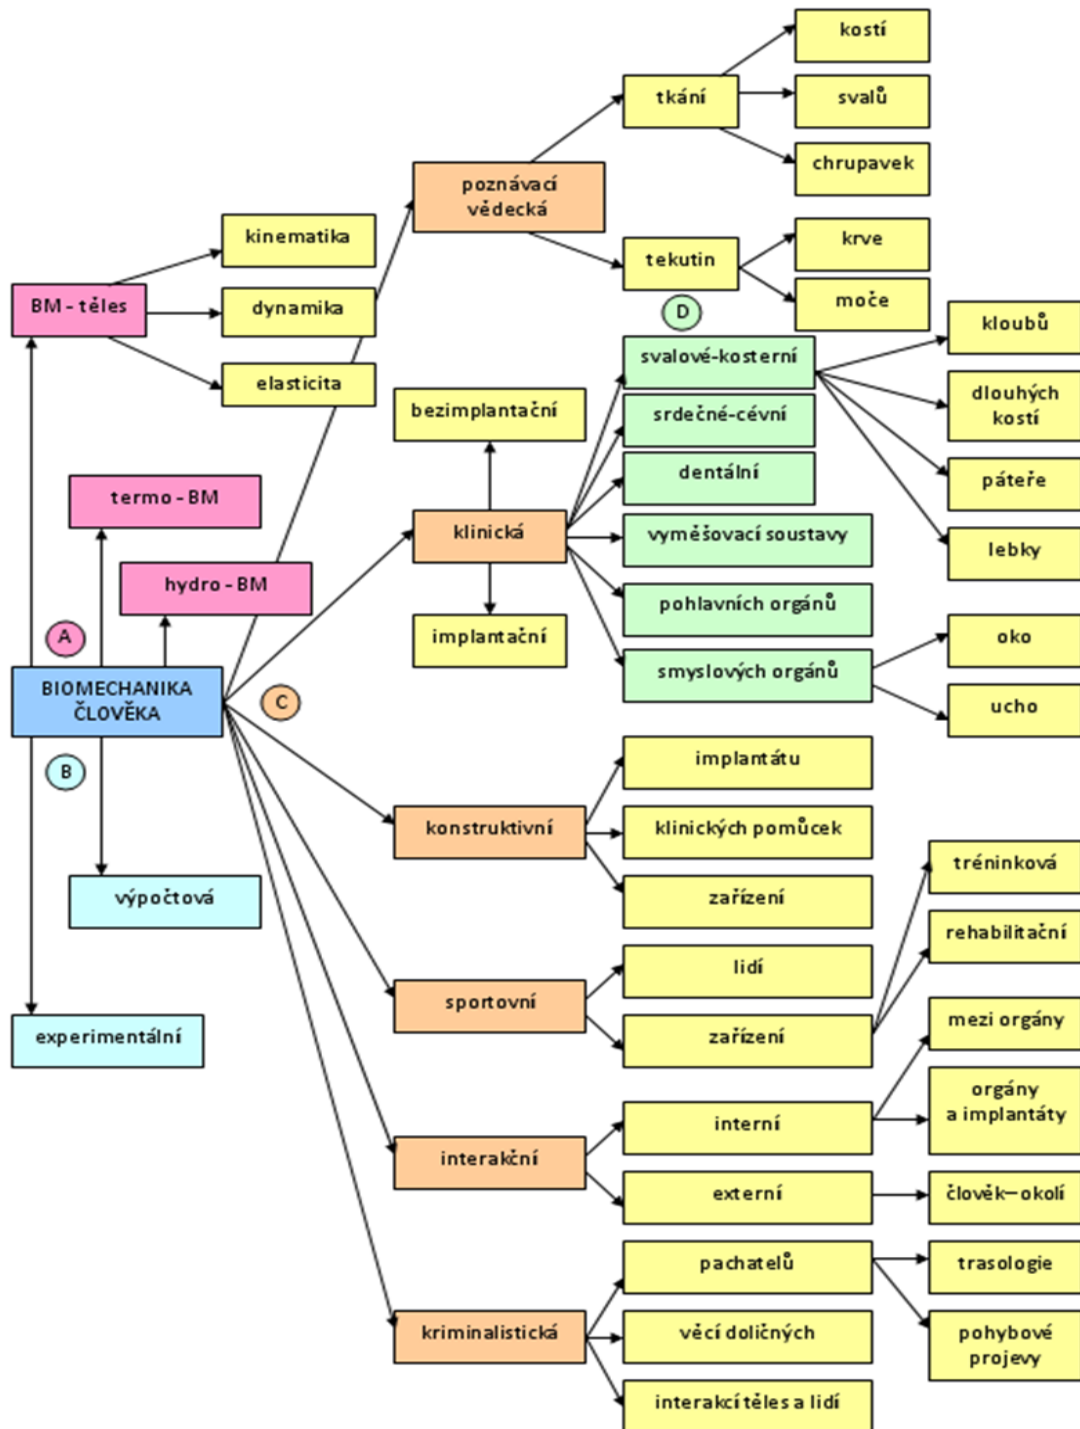 kostí
tkání
svalů
chrupavek
poznávací
vědecká
kinematika
krve
tekutin
moče
BM - těles
dynamika
D
kloubů
svalové-kosterní
elasticita
dlouhých
kostí
bezimplantační
srdečné-cévní
dentální
páteře
termo - BM
klinická
vyměšovací soustavy
lebky
hydro - BM
pohlavních orgánů
A
implantační
oko
smyslových orgánů
BIOMECHANIKA
ČLOVĚKA
C
ucho
B
implantátu
konstruktivní
klinických pomůcek
tréninková
výpočtová
zařízení
rehabilitační
lidí
sportovní
mezi orgány
experimentální
zařízení
orgány
a implantáty
interní
interakční
externí
člověk–okolí
pachatelů
trasologie
kriminalistická
věcí doličných
pohybové
projevy
interakcí těles a lidí